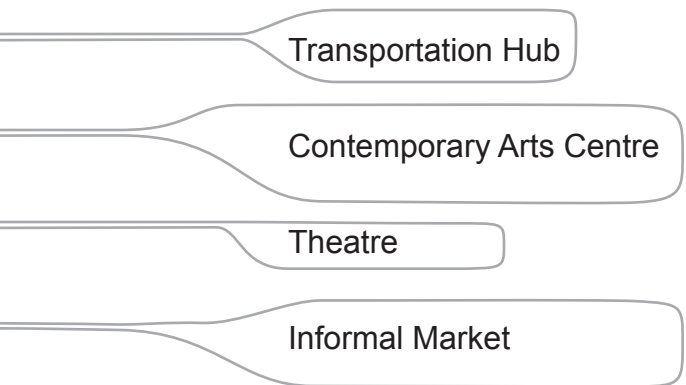 Transportation Hub
Contemporary Arts Centre
Theatre
Informal Market